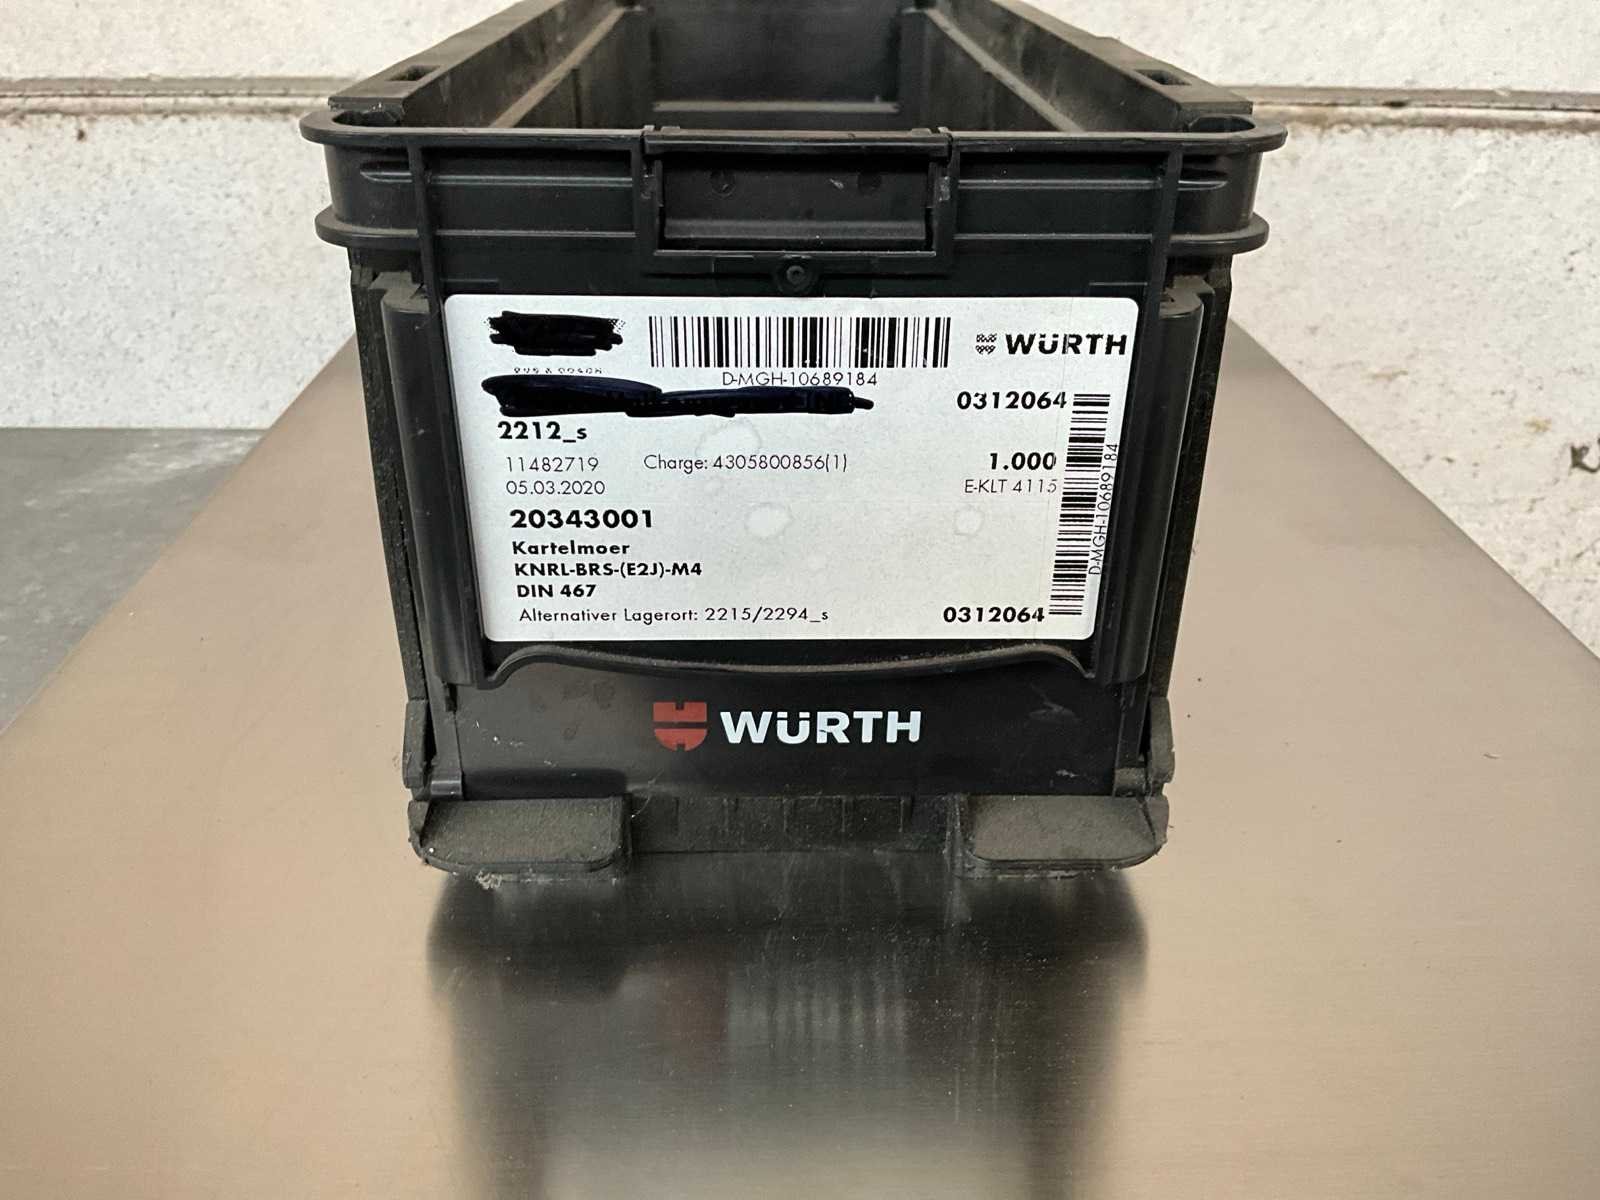 D-MGH-10689184
WÜRTH
0312064
2212_s
11482719 Charge: 4305800856(1) 1.000
05.03.2020 E-KLT 4115
20343001
Kartelmoer
KNRL-BRS-(E2J)-M4
DIN 467
Alternativer Lagerort: 2215/2294_s 0312064
D-MGH-10689184
WÜRTH